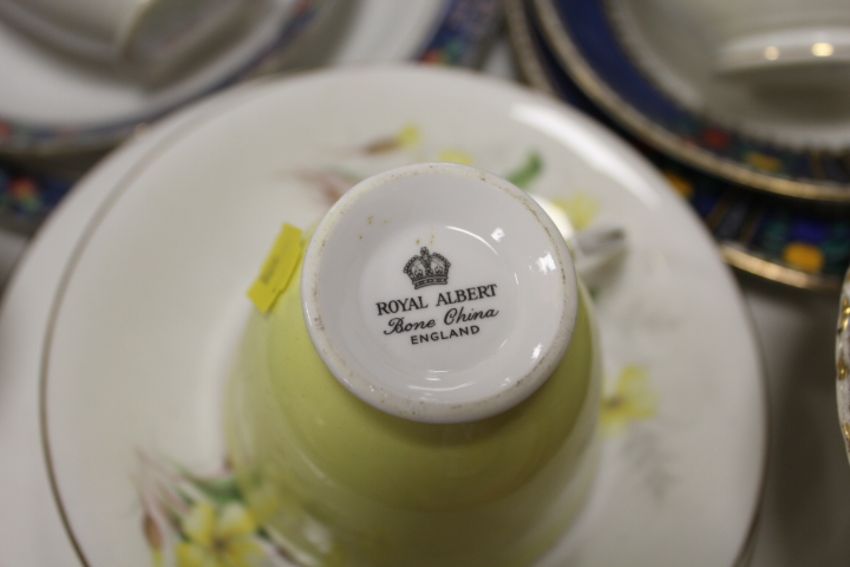 ROYAL ALBERT
Bone China
ENGLAND